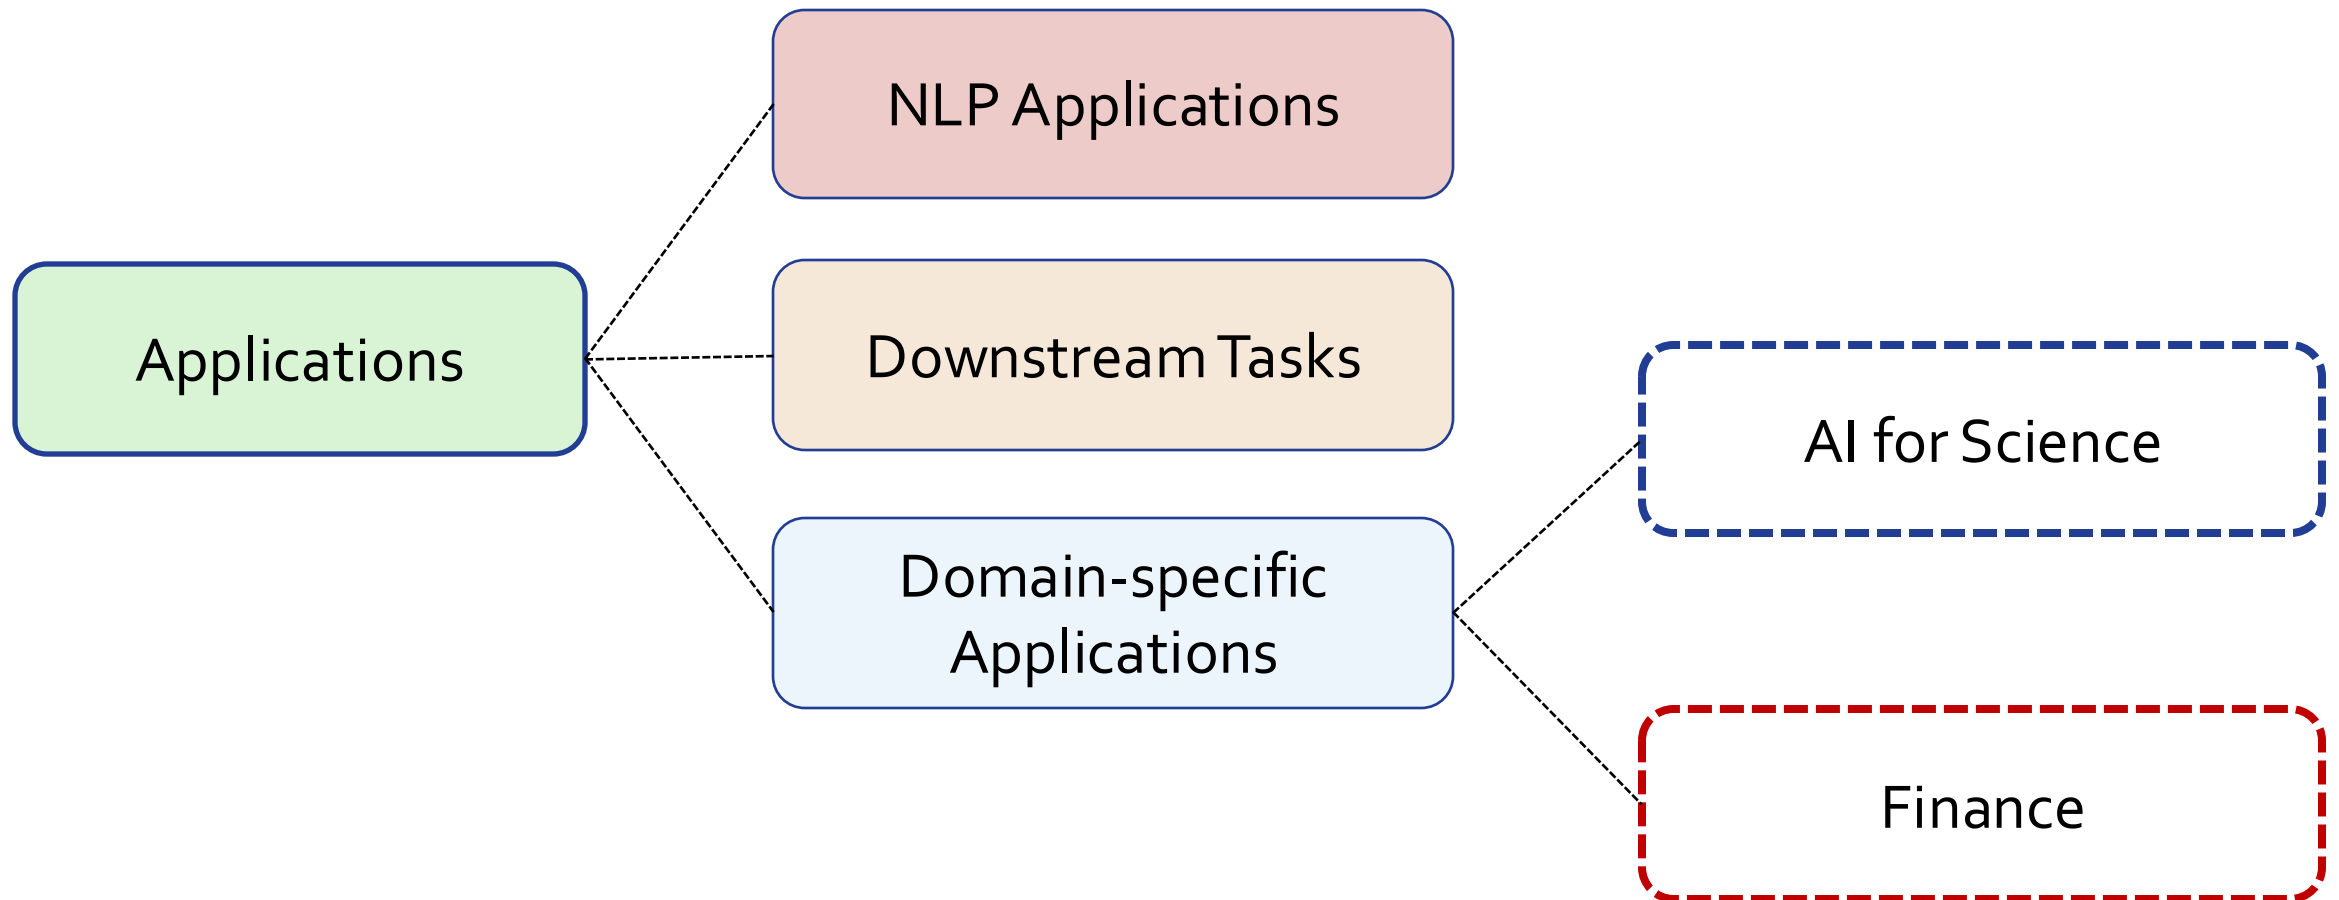 NLP Applications
Applications
Downstream Tasks
Domain-specific
Applications
AI for Science
Finance